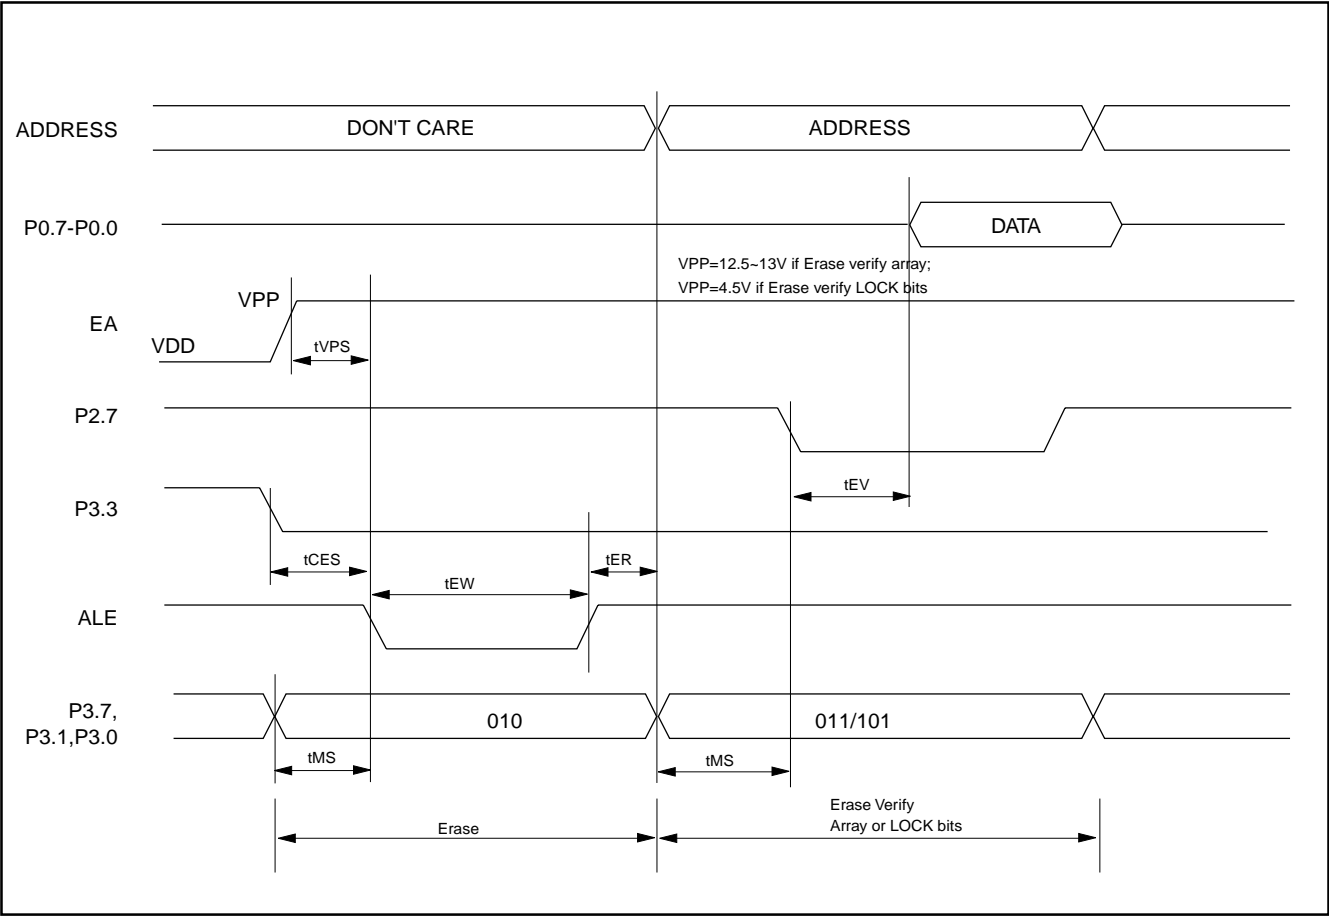 ADDRESS
DON'T CARE
ADDRESS
P0.7-P0.0
DATA
VPP=12.5~13V if Erase verify array;
VPP=4.5V if Erase verify LOCK bits
VPP
EA
VDD
tVPS
P2.7
tEV
P3.3
tCES
tER
tEW
ALE
P3.7,
P3.1,P3.0
010
011/101
tMS
tMS
Erase
Erase Verify
Array or LOCK bits